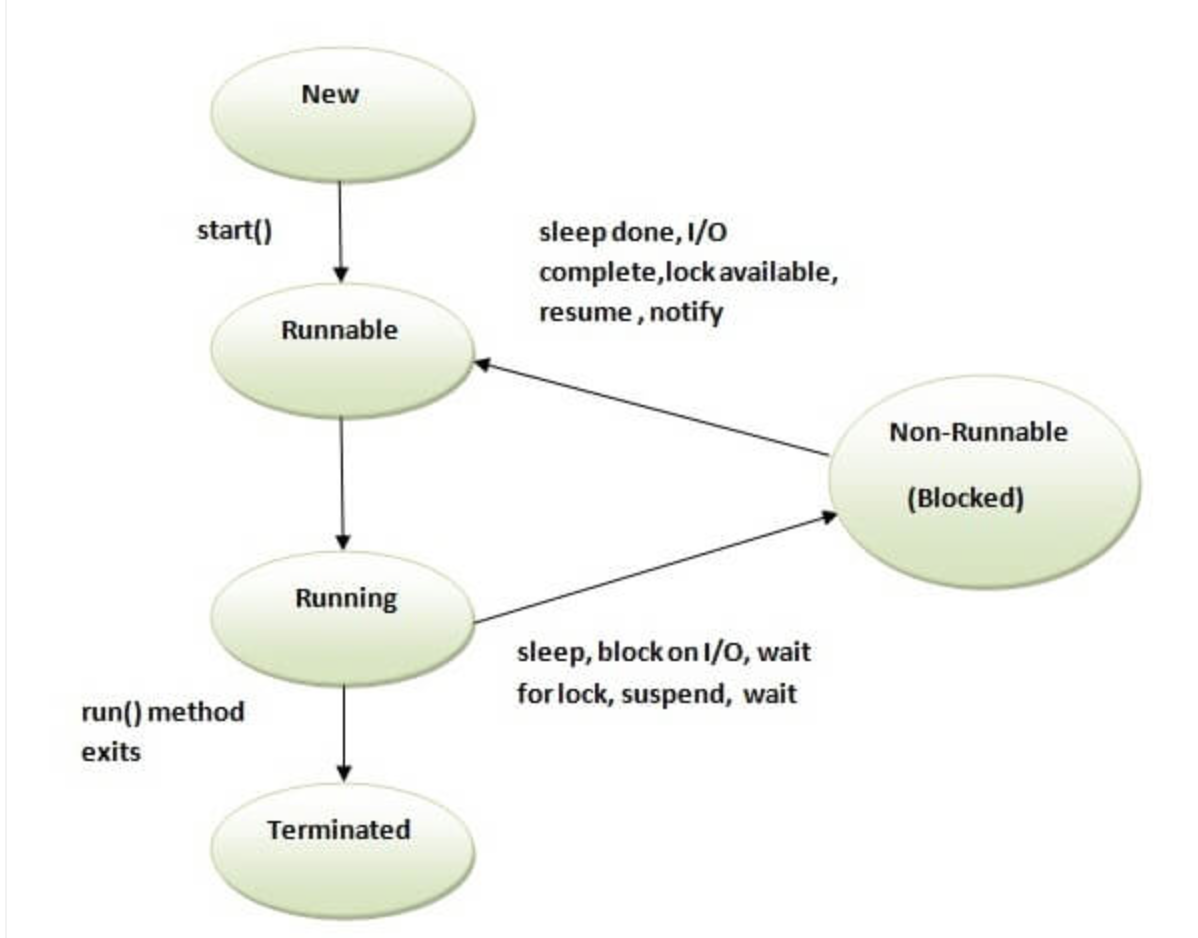 New
start()
sleep done, I/O
complete,lock available,
resume , notify
Runnable
Non-Runnable
(Blocked)
Running
sleep, block on I/O, wait
for lock, suspend, wait
run() method
exits
Terminated